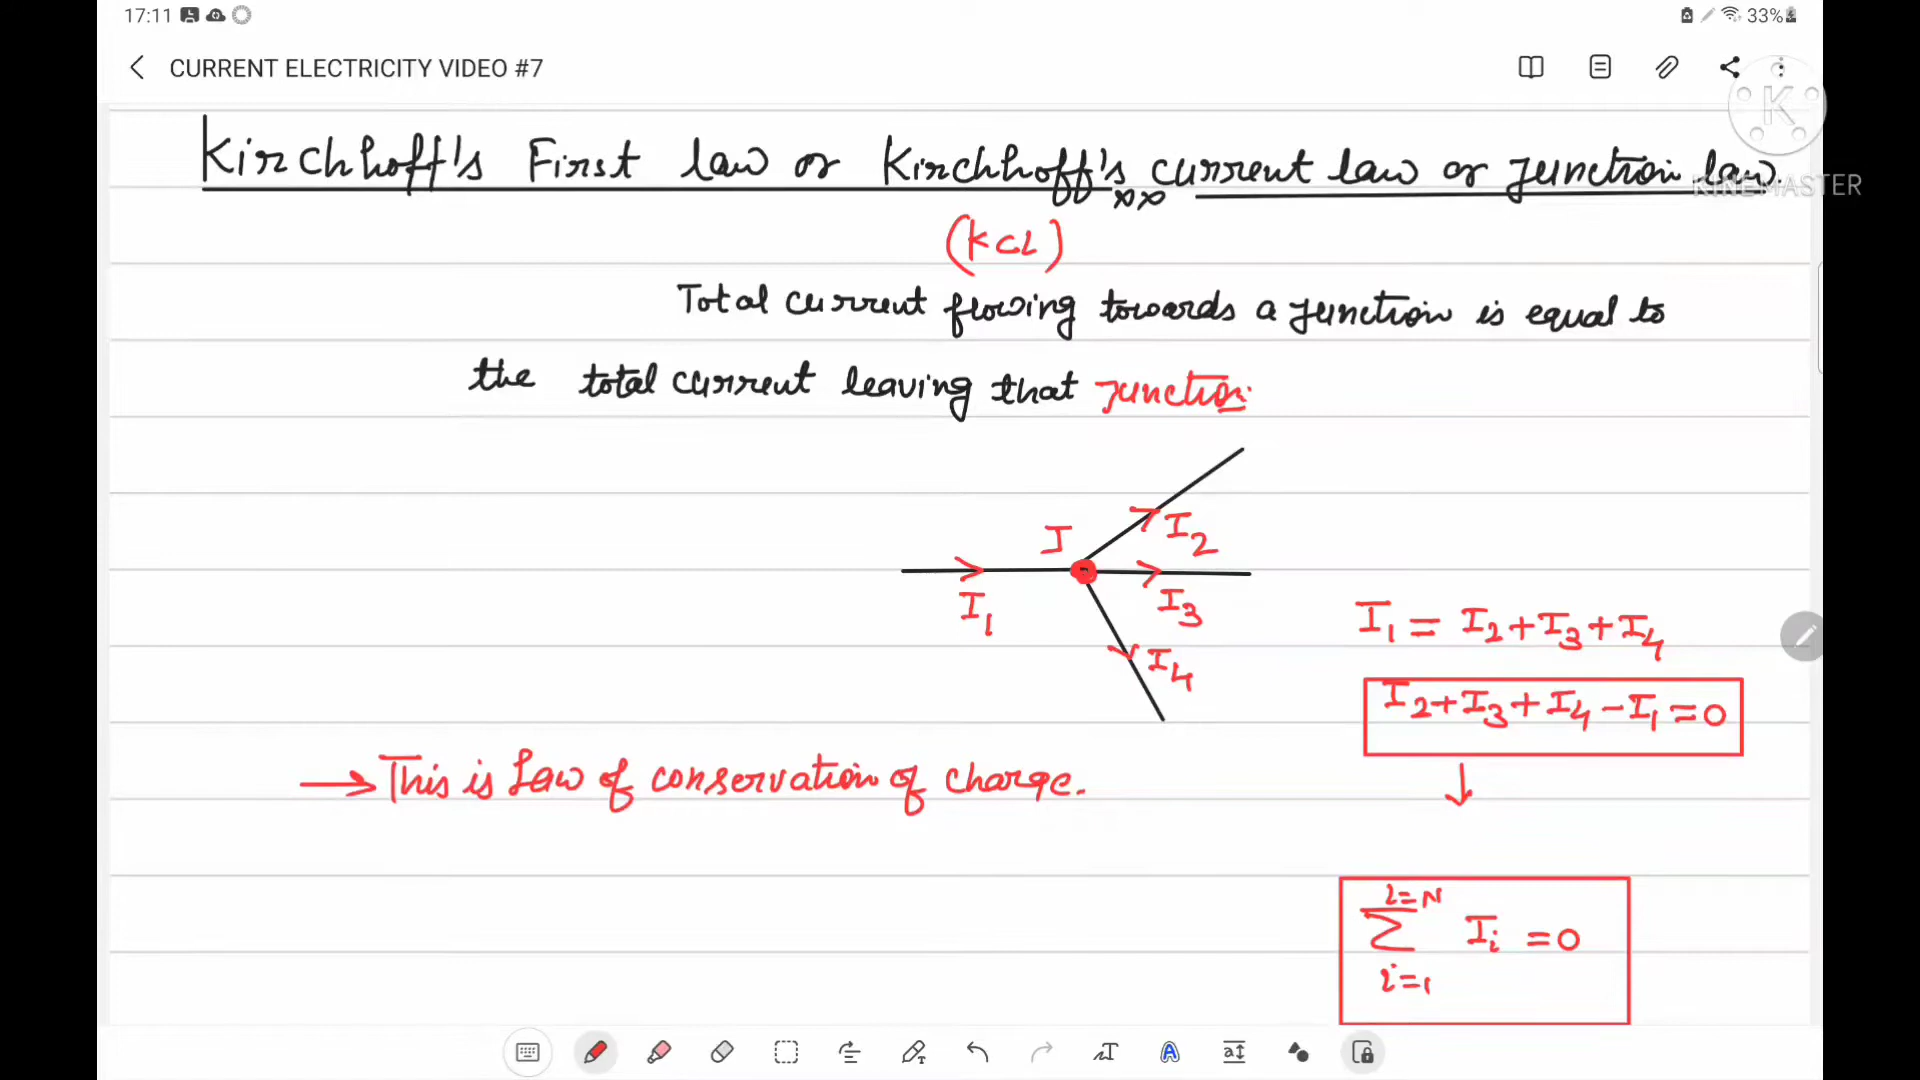 17:11
33%
CURRENT ELECTRICITY VIDEO #7
K
KINEMASTER
Kirchhoff's First law or Kirchhoff's current law or Junction law.
(KCL)
Total current flowing towards a junction is equal to
the total current leaving that junction.
J
I₂
I₁
I₃
I₄
I₁ = I₂+I₃+I₄
I₂+I₃+I₄-I₁=0
→ This is Law of conservation of charge.
↓
i=N
∑ Iᵢ =0
i=1
T
A
a